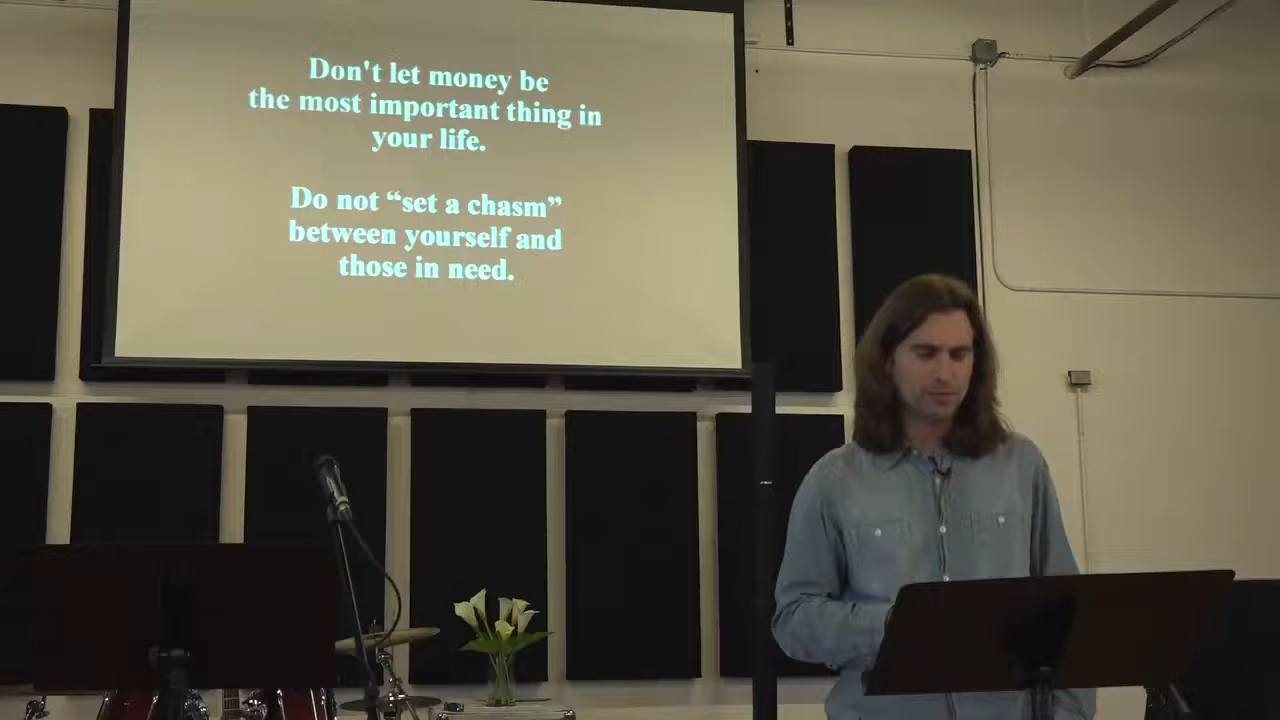 Don't let money be
the most important thing in
your life.
Do not “set a chasm”
between yourself and
those in need.